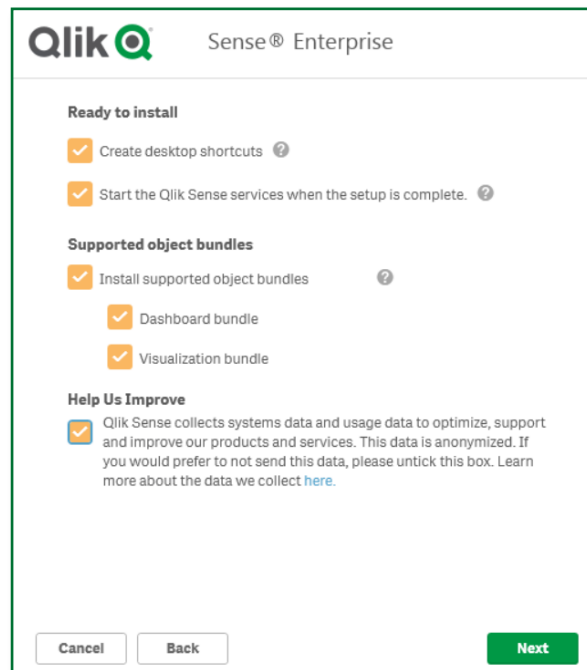 Qlik Sense® Enterprise
Ready to install
Create desktop shortcuts ?
Start the Qlik Sense services when the setup is complete. ?
Supported object bundles
Install supported object bundles ?
Dashboard bundle
Visualization bundle
Help Us Improve
Qlik Sense collects systems data and usage data to optimize, support
and improve our products and services. This data is anonymized. If
you would prefer to not send this data, please untick this box. Learn
more about the data we collect here.
Cancel Back Next